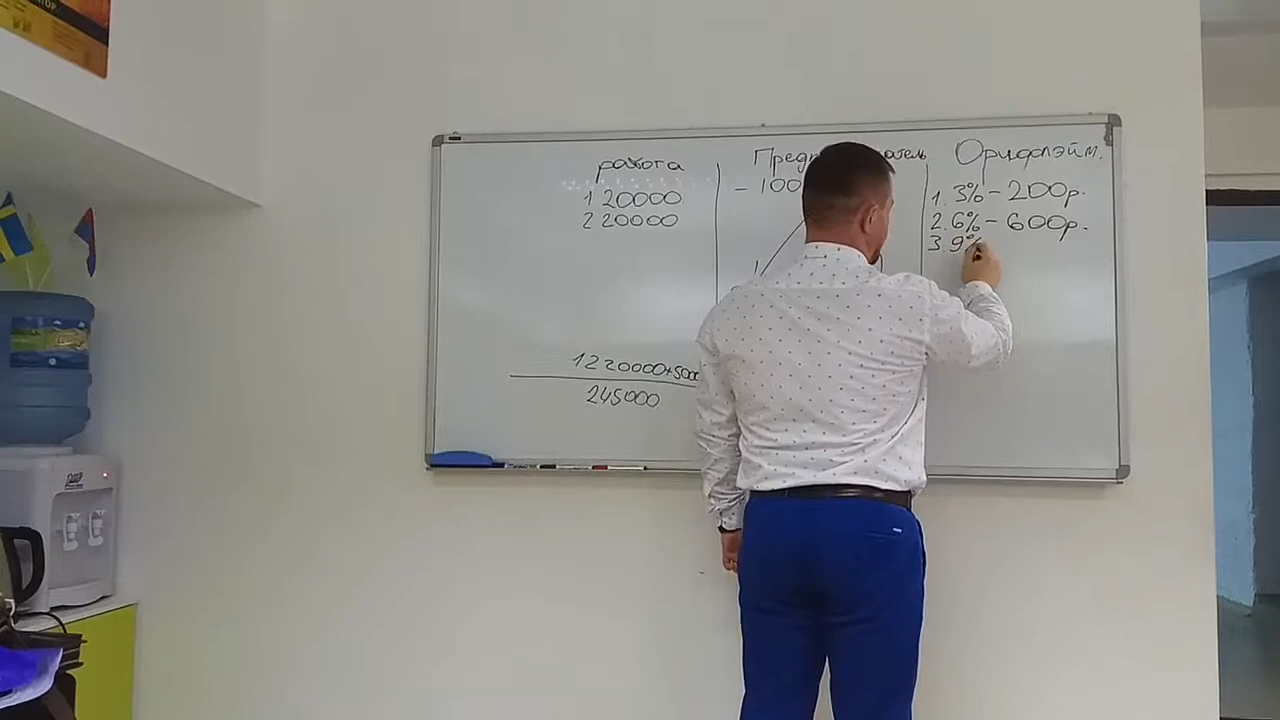 работа
1 20000
2 20000
12 20000+5000
245000
– 100
Орифлэйм.
1. 3% – 200р.
2. 6% – 600р.
3. 9%